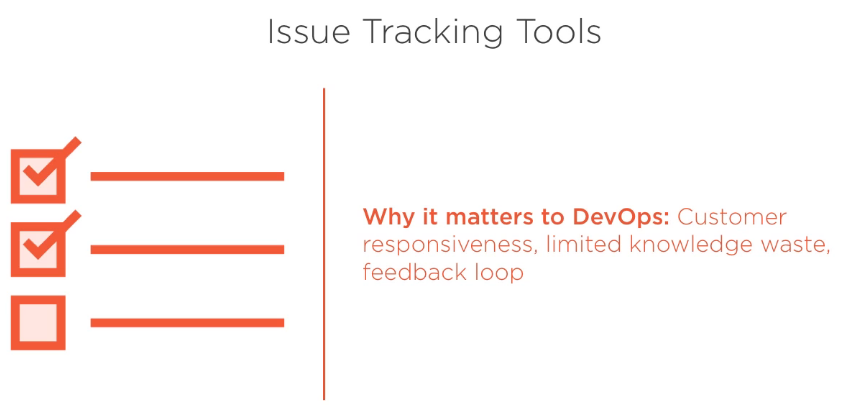 Issue Tracking Tools
Why it matters to DevOps: Customer
responsiveness, limited knowledge waste,
feedback loop